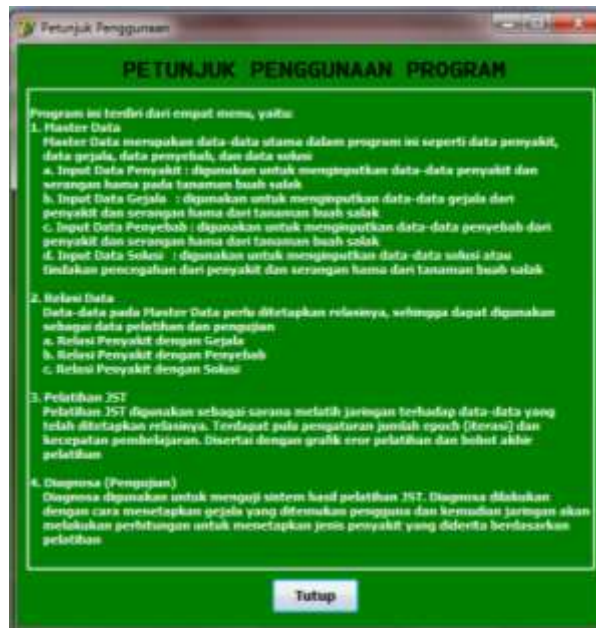 Petunjuk Penggunaan
PETUNJUK PENGGUNAAN PROGRAM
Program ini terdiri dari empat menu, yaitu:
1. Master Data
Master Data merupakan data-data utama dalam program ini seperti data penyakit,
data gejala, data penyebab, dan data solusi
a. Input Data Penyakit : digunakan untuk menginputkan data-data penyakit dan
serangan hama pada tanaman buah salak
b. Input Data Gejala : digunakan untuk menginputkan data-data gejala dari
penyakit dan serangan hama dari tanaman buah salak
c. Input Data Penyebab : digunakan untuk menginputkan data-data penyebab dari
penyakit dan serangan hama dari tanaman buah salak
d. Input Data Solusi : digunakan untuk menginputkan data-data solusi atau
tindakan pencegahan dari penyakit dan serangan hama dari tanaman buah salak
2. Relasi Data
Data-data pada Master Data perlu ditetapkan relasinya, sehingga dapat digunakan
sebagai data pelatihan dan pengujian
a. Relasi Penyakit dengan Gejala
b. Relasi Penyakit dengan Penyebab
c. Relasi Penyakit dengan Solusi
3. Pelatihan JST
Pelatihan JST digunakan sebagai sarana melatih jaringan terhadap data-data yang
telah ditetapkan relasinya. Terdapat pula pengaturan jumlah epoch (iterasi) dan
kecepatan pembelajaran. Disertai dengan grafik eror pelatihan dan bobot akhir
pelatihan
4. Diagnosa (Pengujian)
Diagnosa digunakan untuk menguji sistem hasil pelatihan JST. Diagnosa dilakukan
dengan cara menetapkan gejala yang ditemukan pengguna dan kemudian jaringan akan
melakukan perhitungan untuk menetapkan jenis penyakit yang diderita berdasarkan
pelatihan
Tutup